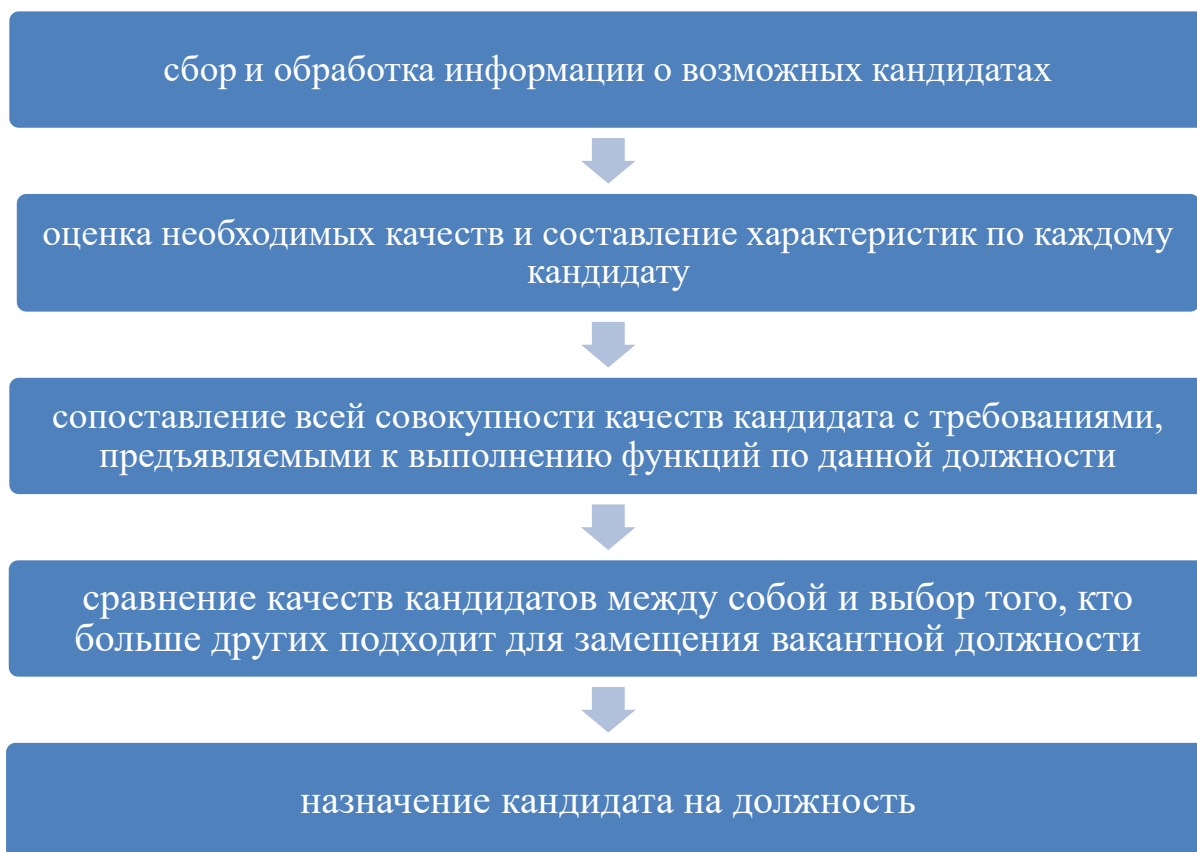 сбор и обработка информации о возможных кандидатах
оценка необходимых качеств и составление характеристик по каждому
кандидату
сопоставление всей совокупности качеств кандидата с требованиями,
предъявляемыми к выполнению функций по данной должности
сравнение качеств кандидатов между собой и выбор того, кто
больше других подходит для замещения вакантной должности
назначение кандидата на должность